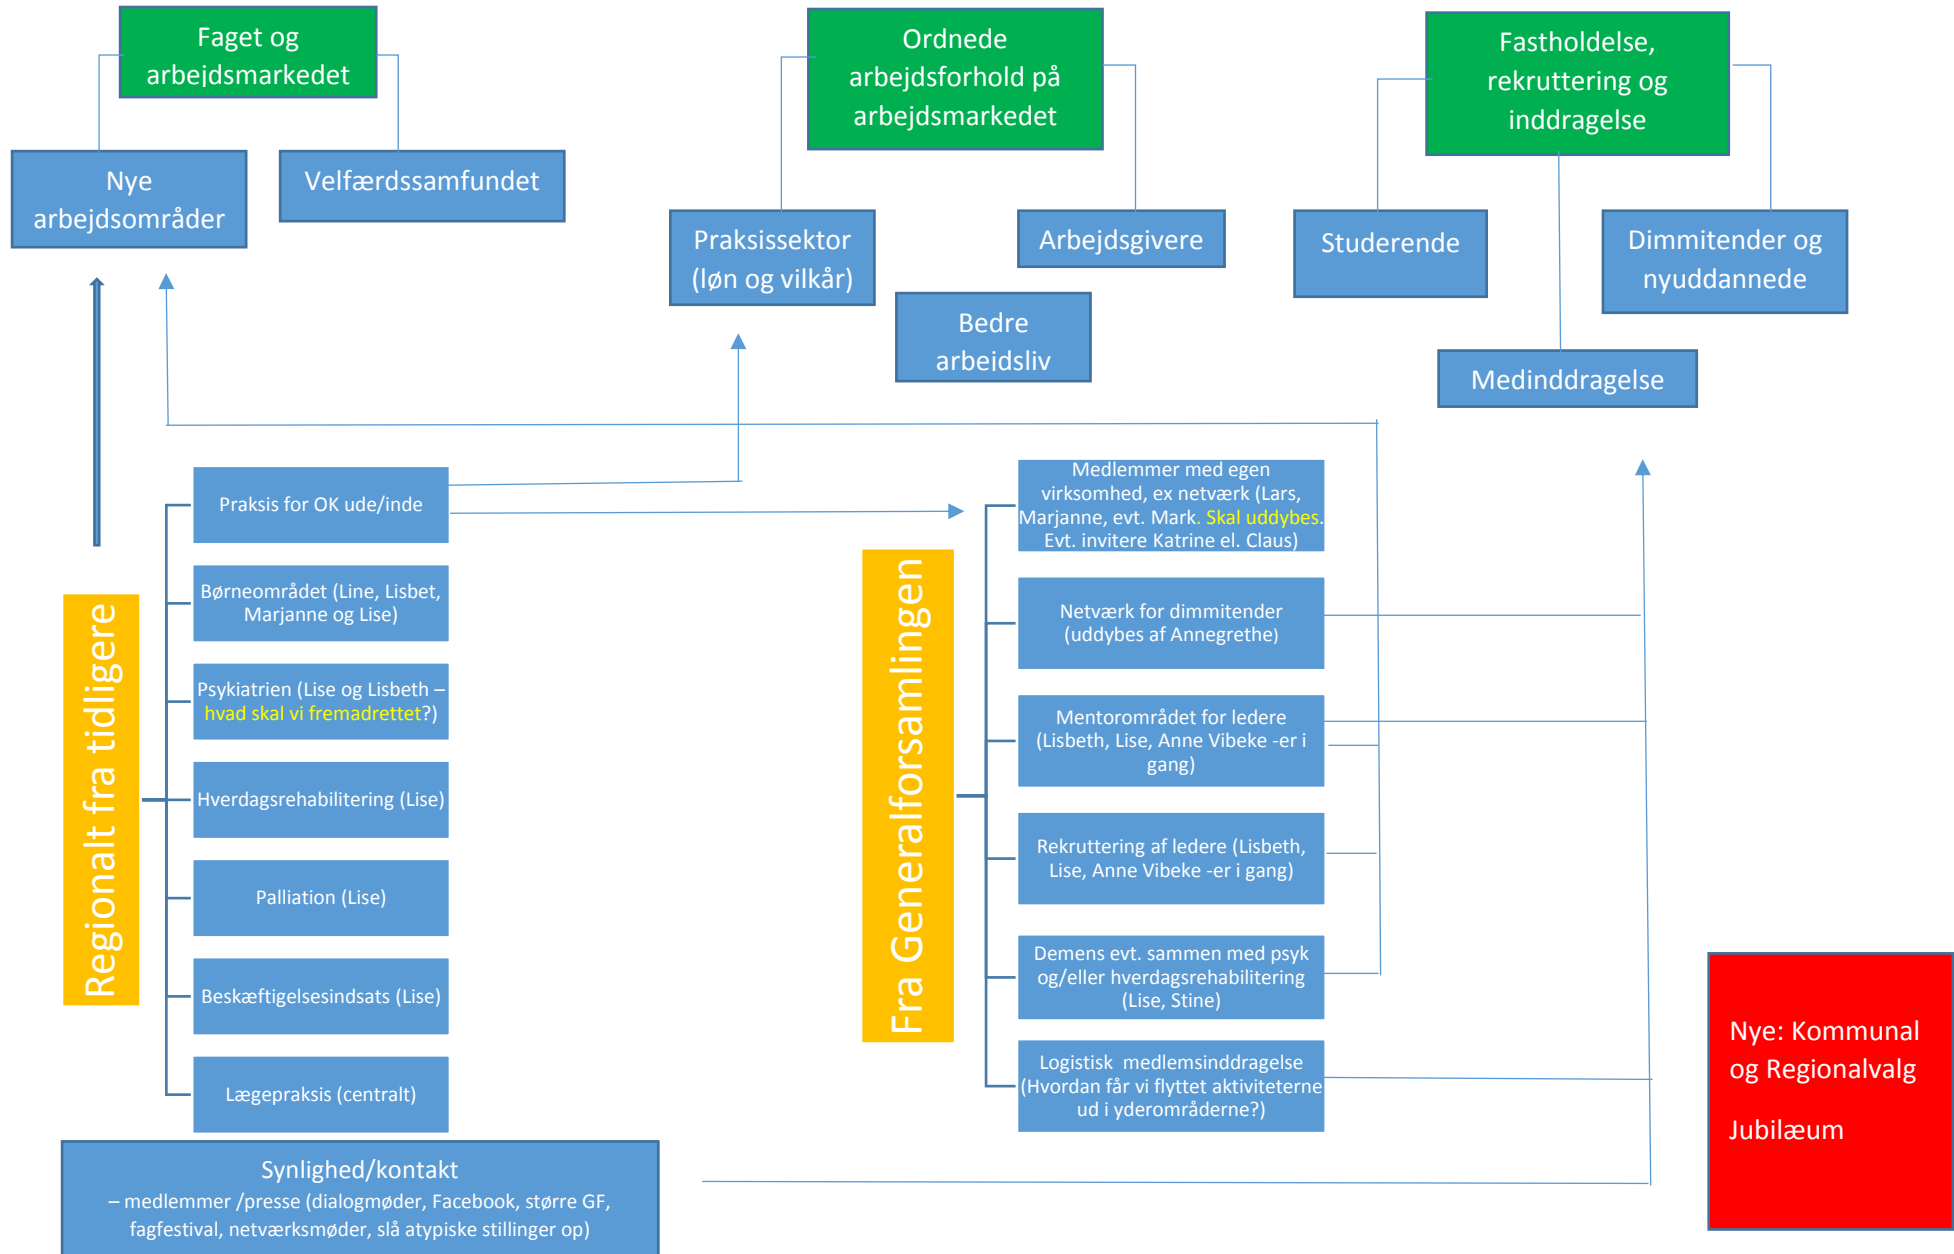 Faget og
arbejdsmarkedet
Ordnede
arbejdsforhold på
arbejdsmarkedet
Fastholdelse,
rekruttering og
inddragelse
Nye
arbejdsområder
Velfærdssamfundet
Praksissektor
(løn og vilkår)
Arbejdsgivere
Bedre
arbejdsliv
Studerende
Dimmitender og
nyuddannede
Medinddragelse
Regionalt fra tidligere
Praksis for OK ude/inde
Børneområdet (Line, Lisbet,
Marjanne og Lise)
Psykiatrien (Lise og Lisbeth –
hvad skal vi fremadrettet?)
Hverdagsrehabilitering (Lise)
Palliation (Lise)
Beskæftigelsesindsats (Lise)
Lægepraksis (centralt)
Synlighed/kontakt
– medlemmer /presse (dialogmøder, Facebook, større GF,
fagfestival, netværksmøder, slå atypiske stillinger op)
Fra Generalforsamlingen
Medlemmer med egen
virksomhed, ex netværk (Lars,
Marjanne, evt. Mark. Skal uddybes.
Evt. invitere Katrine el. Claus)
Netværk for dimmitender
(uddybes af Annegrethe)
Mentorområdet for ledere
(Lisbeth, Lise, Anne Vibeke -er i
gang)
Rekruttering af ledere (Lisbeth,
Lise, Anne Vibeke -er i gang)
Demens evt. sammen med psyk
og/eller hverdagsrehabilitering
(Lise, Stine)
Logistisk medlemsinddragelse
(Hvordan får vi flyttet aktiviteterne
ud i yderområderne?)
Nye: Kommunal
og Regionalvalg
Jubilæum